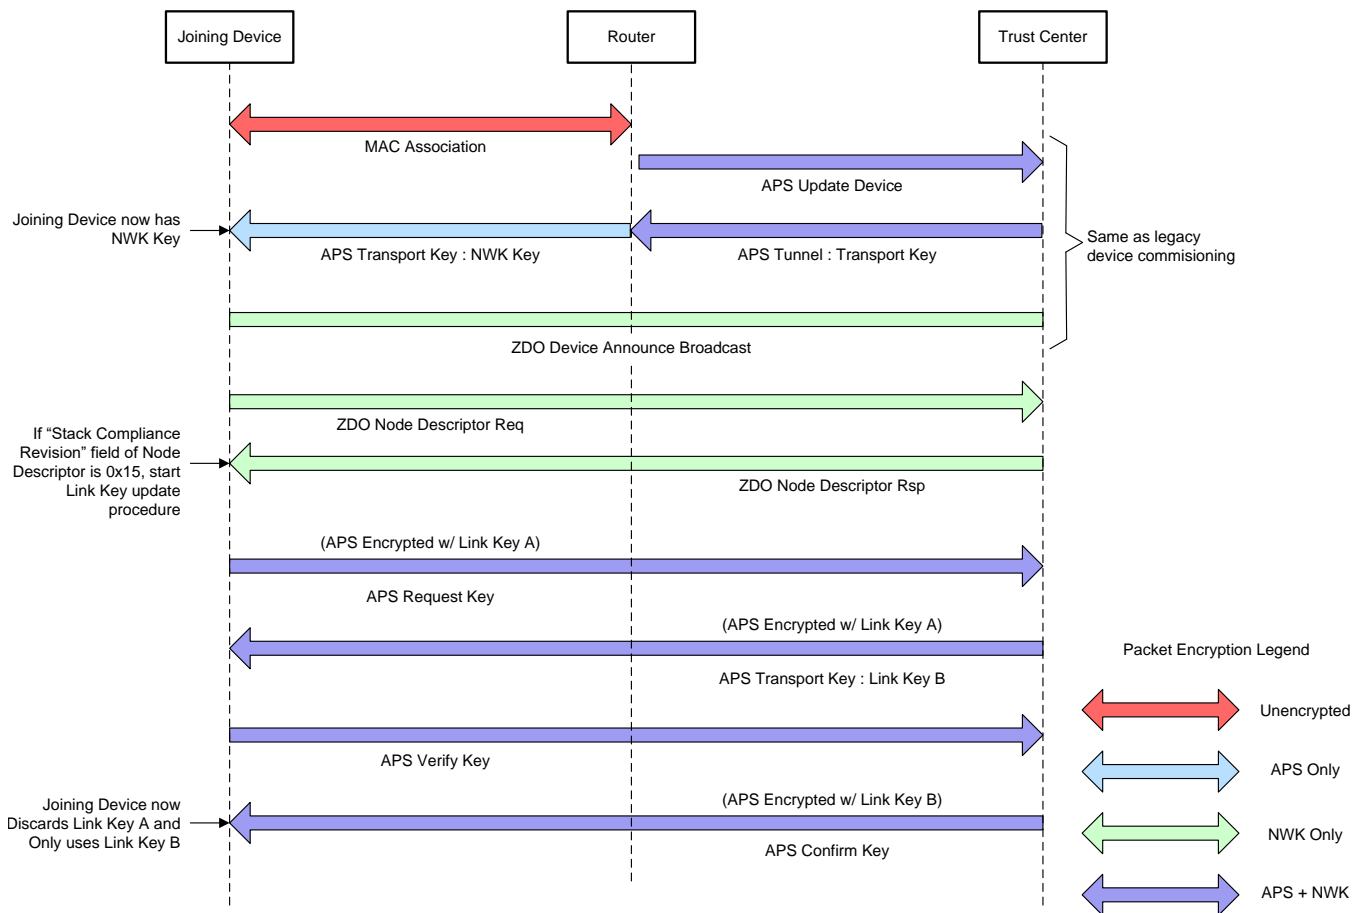 Joining Device
Router
Trust Center
MAC Association
APS Update Device
Joining Device now has
NWK Key
APS Transport Key : NWK Key
APS Tunnel : Transport Key
Same as legacy
device commisioning
ZDO Device Announce Broadcast
ZDO Node Descriptor Req
If “Stack Compliance
Revision” field of Node
Descriptor is 0x15, start
Link Key update
procedure
ZDO Node Descriptor Rsp
(APS Encrypted w/ Link Key A)
APS Request Key
(APS Encrypted w/ Link Key A)
APS Transport Key : Link Key B
APS Verify Key
Joining Device now
Discards Link Key A and
Only uses Link Key B
(APS Encrypted w/ Link Key B)
APS Confirm Key
Packet Encryption Legend
Unencrypted
APS Only
NWK Only
APS + NWK